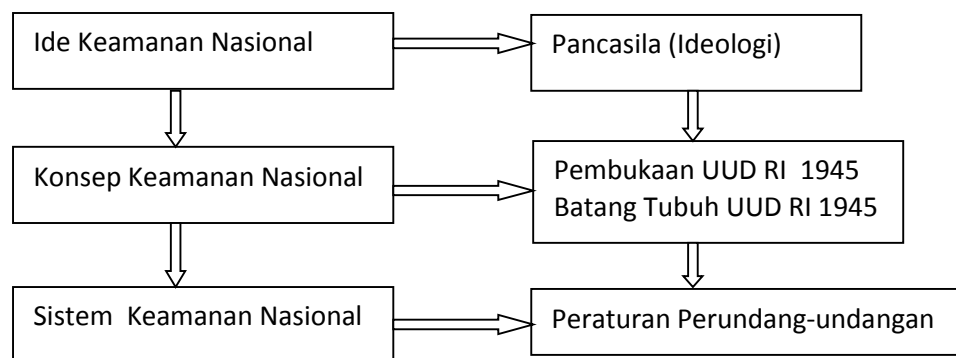 Ide Keamanan Nasional
Pancasila (Ideologi)
Konsep Keamanan Nasional
Pembukaan UUD RI 1945
Batang Tubuh UUD RI 1945
Sistem Keamanan Nasional
Peraturan Perundang-undangan